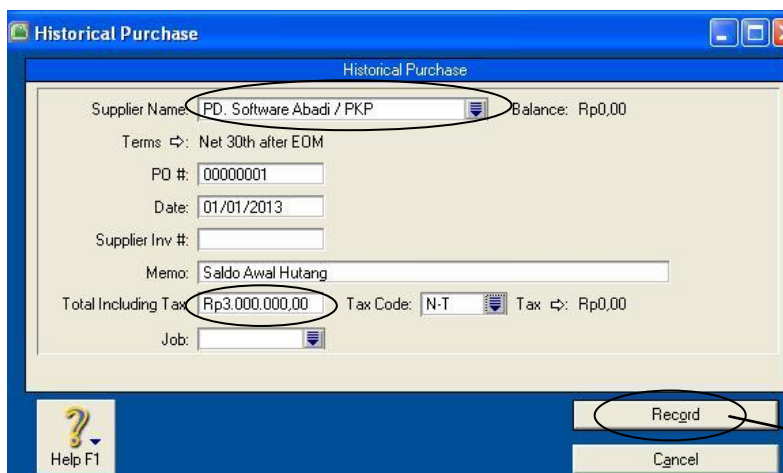 Historical Purchase
Historical Purchase
Supplier Name: PD. Software Abadi / PKP Balance: Rp0,00
Terms ⇨: Net 30th after EOM
PO #: 00000001
Date: 01/01/2013
Supplier Inv #:
Memo: Saldo Awal Hutang
Total Including Tax: Rp3.000.000,00 Tax Code: N-T Tax ⇨: Rp0,00
Job:
Help F1
Record
Cancel